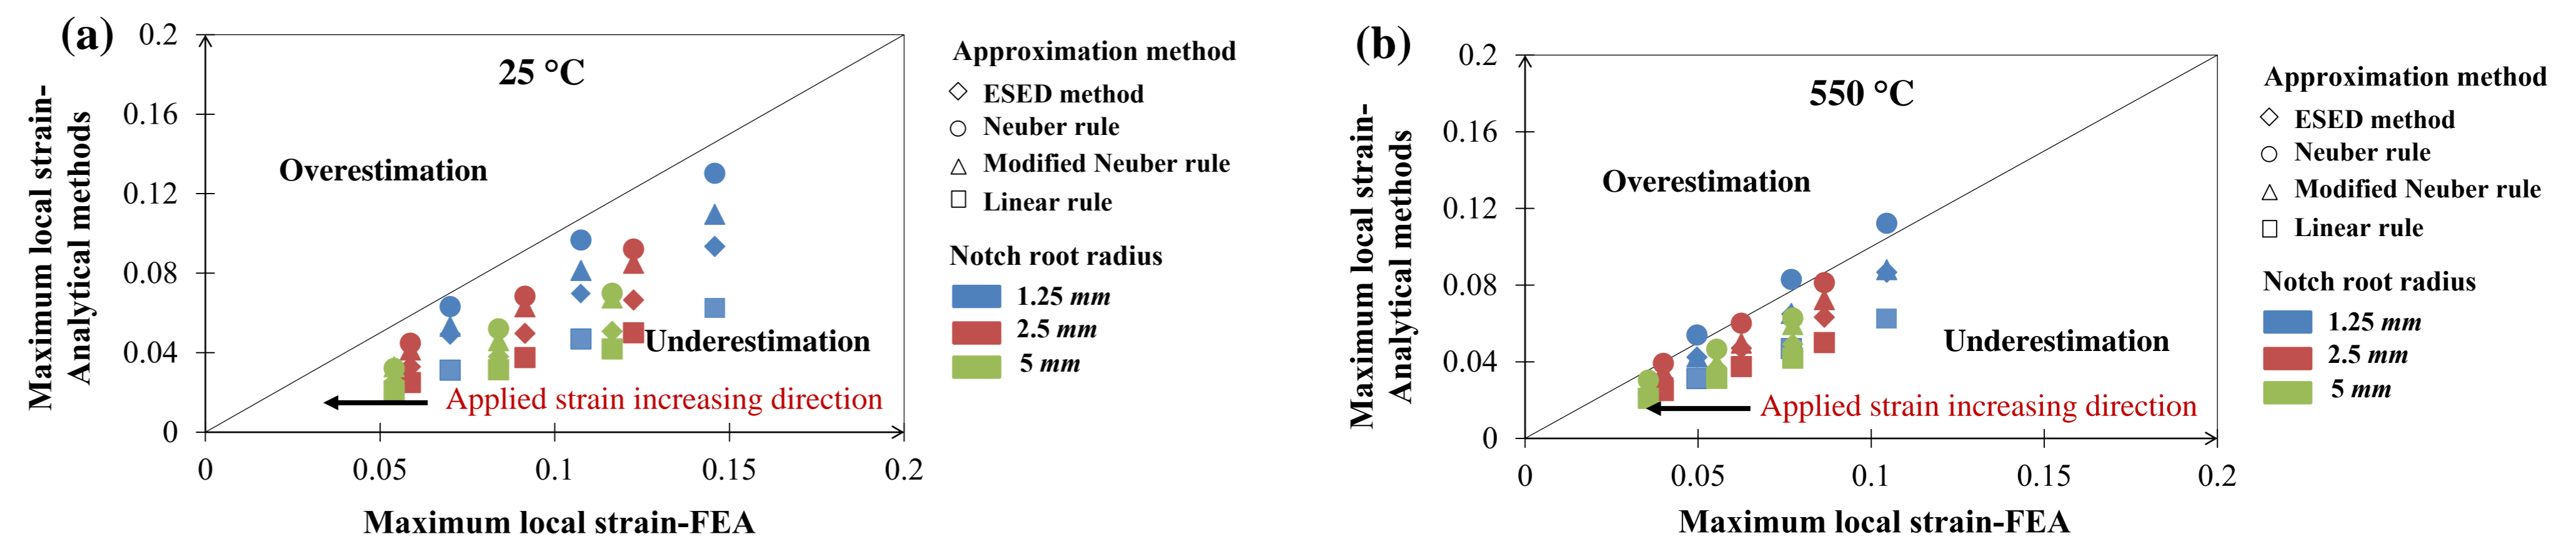 (a)
25 °C
Overestimation
Underestimation
Applied strain increasing direction
0.2
0.16
0.12
0.08
0.04
0
0
0.05
0.1
0.15
0.2
Maximum local strain-
Analytical methods
Maximum local strain-FEA
Approximation method
ESED method
Neuber rule
Modified Neuber rule
Linear rule
Notch root radius
1.25 mm
2.5 mm
5 mm
(b)
550 °C
Overestimation
Underestimation
Applied strain increasing direction
0.2
0.16
0.12
0.08
0.04
0
0
0.05
0.1
0.15
0.2
Maximum local strain-
Analytical methods
Maximum local strain-FEA
Approximation method
ESED method
Neuber rule
Modified Neuber rule
Linear rule
Notch root radius
1.25 mm
2.5 mm
5 mm